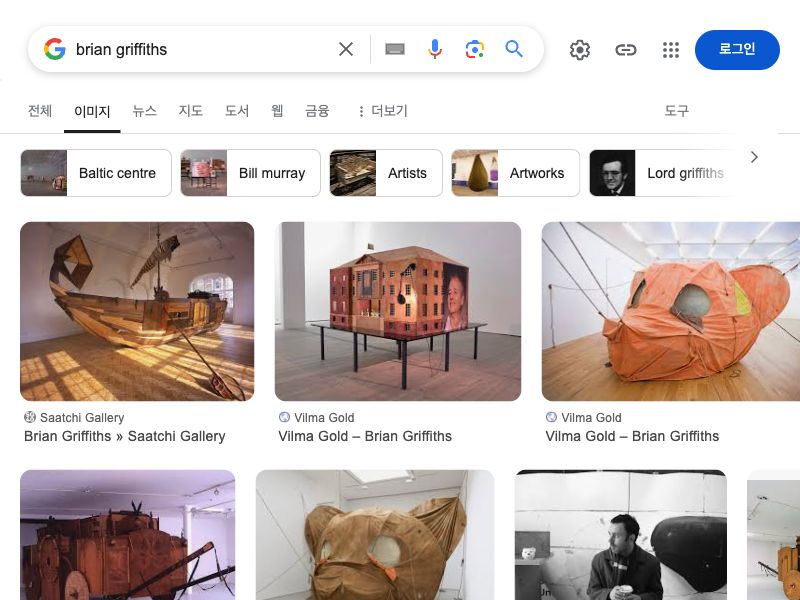 brian griffiths
로그인
전체 이미지 뉴스 지도 도서 웹 금융 더보기 도구
Baltic centre Bill murray Artists Artworks Lord griffiths
Saatchi Gallery Vilma Gold Vilma Gold
Brian Griffiths » Saatchi Gallery Vilma Gold – Brian Griffiths Vilma Gold – Brian Griffiths